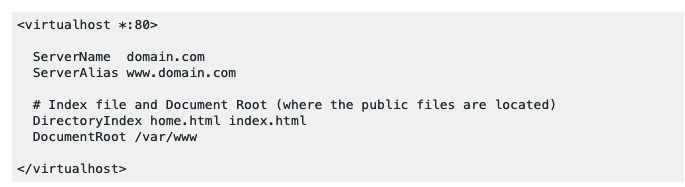 <virtualhost *:80>
ServerName  domain.com
ServerAlias www.domain.com
# Index file and Document Root (where the public files are located)
DirectoryIndex home.html index.html
DocumentRoot /var/www
</virtualhost>